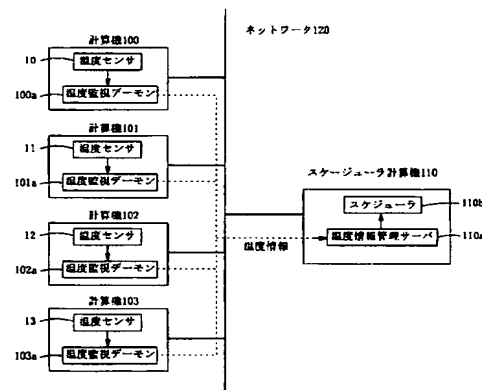 計算機100
10
温度センサ
100a
温度監視デーモン
計算機101
11
温度センサ
101a
温度監視デーモン
計算機102
12
温度センサ
102a
温度監視デーモン
計算機103
13
温度センサ
103a
温度監視デーモン
ネットワーク120
スケージューラ計算機110
スケジューラ
110b
温度情報管理サーバ
110a
温度情報